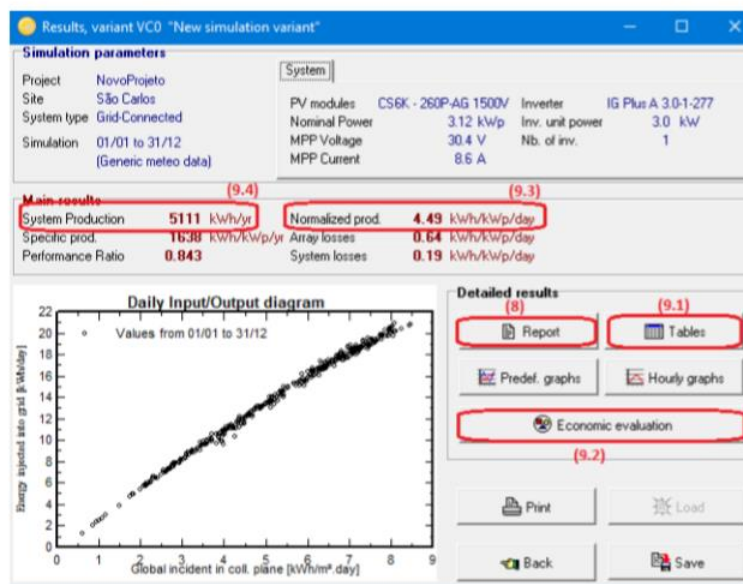 Results, variant VC0 "New simulation variant"
Simulation parameters
Project NovoProjeto
Site São Carlos
System type Grid-Connected
Simulation 01/01 to 31/12
(Generic meteo data)
System
PV modules CS6K - 260P-AG 1500V Inverter IG Plus A 3.0-1-277
Nominal Power 3.12 kWp Inv. unit power 3.0 kW
MPP Voltage 30.4 V Nb. of inv. 1
MPP Current 8.6 A
(9.4) (9.3)
Main results
System Production 5111 kWh/yr Normalized prod. 4.49 kWh/kWp/day
Specific prod. 1638 kWh/kWp/yr Array losses 0.64 kWh/kWp/day
Performance Ratio 0.843 System losses 0.19 kWh/kWp/day
Daily Input/Output diagram
Values from 01/01 to 31/12
22
20
18
16
14
12
10
8
6
4
2
0
Energy injected into grid [kWh/day]
0 1 2 3 4 5 6 7 8 9
Global incident in coll. plane [kWh/m².day]
Detailed results
(8) (9.1)
Report Tables
Predef. graphs Hourly graphs
Economic evaluation
(9.2)
Print Load
Back Save